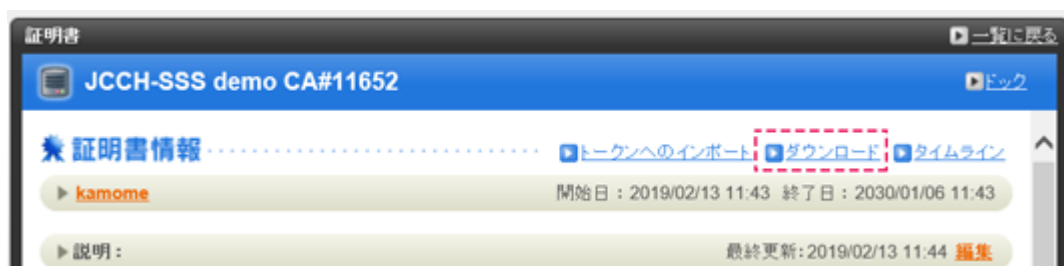 証明書 一覧に戻る
JCCH-SSS demo CA#11652 ドック
証明書情報 トークンへのインポート ダウンロード タイムライン
kamome 開始日：2019/02/13 11:43 終了日：2030/01/06 11:43
説明： 最終更新：2019/02/13 11:44 編集